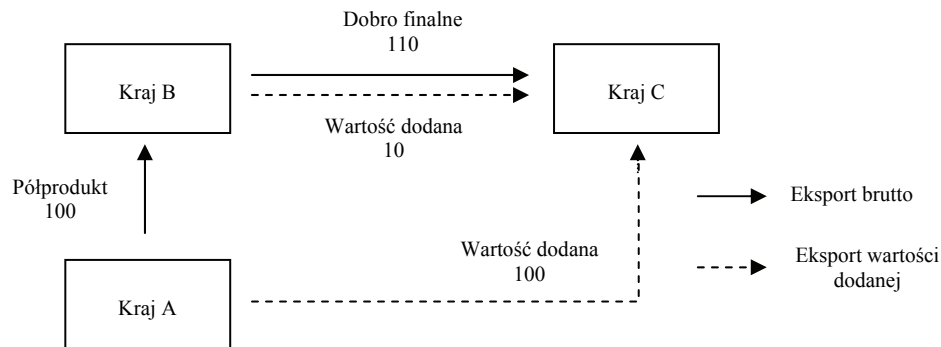 Dobro finalne
110
Kraj B
Kraj C
Wartość dodana
10
Półprodukt
100
Eksport brutto
Wartość dodana
100
Eksport wartości
dodanej
Kraj A